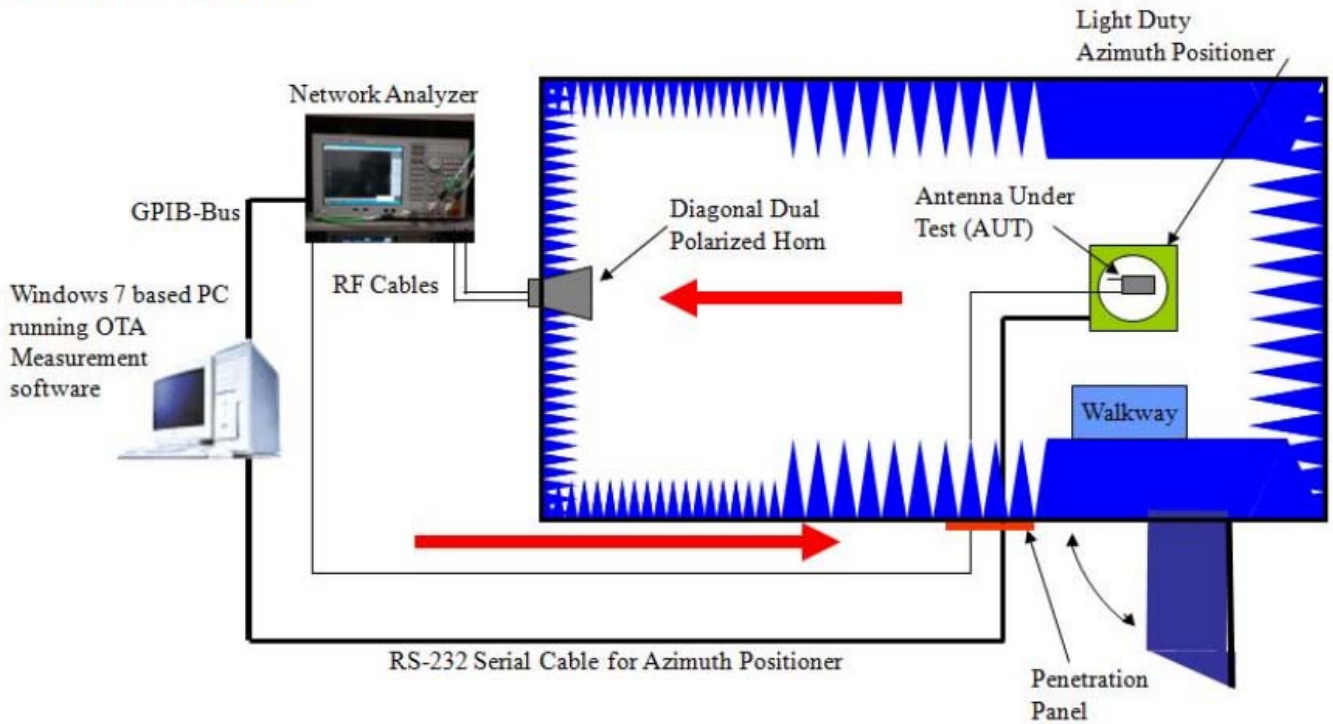 Light Duty
Azimuth Positioner
Network Analyzer
GPIB-Bus
Diagonal Dual
Polarized Horn
Antenna Under
Test (AUT)
RF Cables
Windows 7 based PC
running OTA
Measurement
software
Walkway
RS-232 Serial Cable for Azimuth Positioner
Penetration
Panel